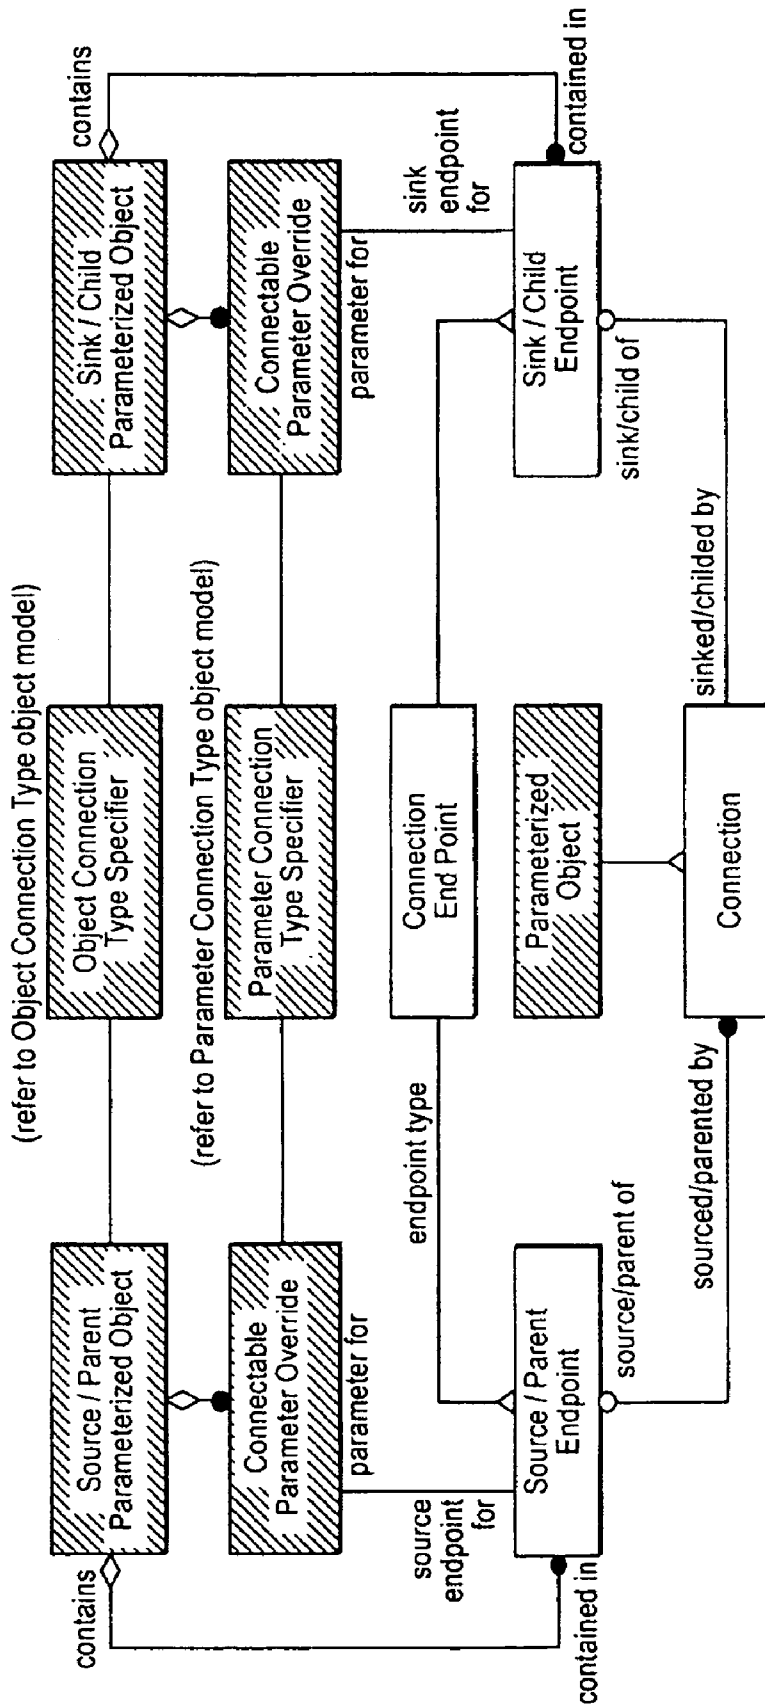 (refer to Object Connection Type object model)
contains
Source / Parent
Parameterized Object
Object Connection
Type Specifier
Sink / Child
Parameterized Object
contains
(refer to Parameter Connection Type object model)
Connectable
Parameter Override
Parameter Connection
Type Specifier
Connectable
Parameter Override
parameter for
parameter for
source
endpoint
for
endpoint type
Connection
End Point
sink
endpoint
for
contained in
Source / Parent
Endpoint
Parameterized
Object
Sink / Child
Endpoint
contained in
source/parent of
sink/child of
sourced/parented by
sinked/childed by
Connection